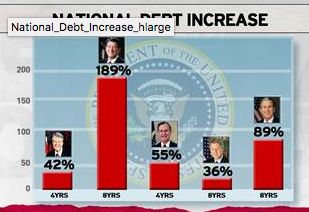 NATIONAL DEBT INCREASE
National_Debt_Increase_hlarge
200
150
100
50
0
42%
189%
55%
36%
89%
4YRS
8YRS
4YRS
8YRS
8YRS